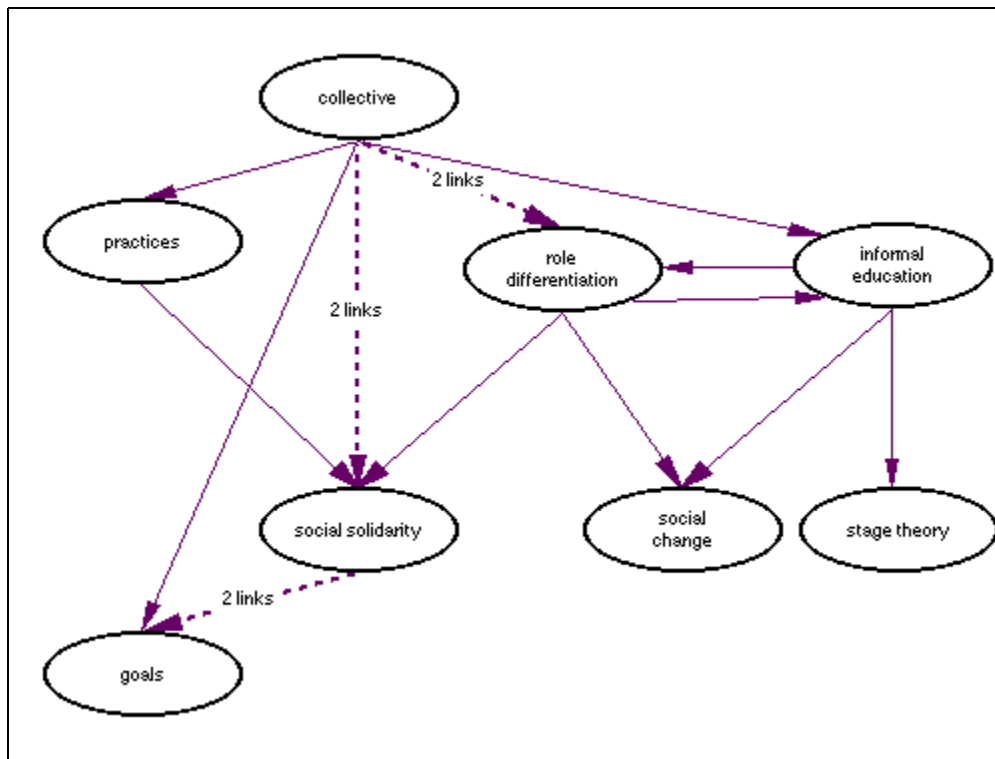 collective
2 links
practices
role
differentiation
informal
education
2 links
social solidarity
social
change
stage theory
2 links
goals